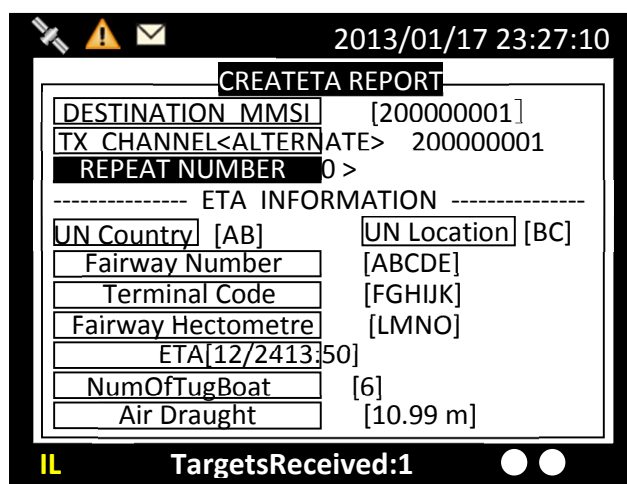 2013/01/17 23:27:10
CREATETA REPORT
DESTINATION MMSI [200000001]
TX CHANNEL<ALTERNATE> 200000001
REPEAT NUMBER 0 >
--------------- ETA INFORMATION ---------------
UN Country [AB] UN Location [BC]
Fairway Number [ABCDE]
Terminal Code [FGHIJK]
Fairway Hectometre [LMNO]
ETA[12/2413:50]
NumOfTugBoat [6]
Air Draught [10.99 m]
IL TargetsReceived:1